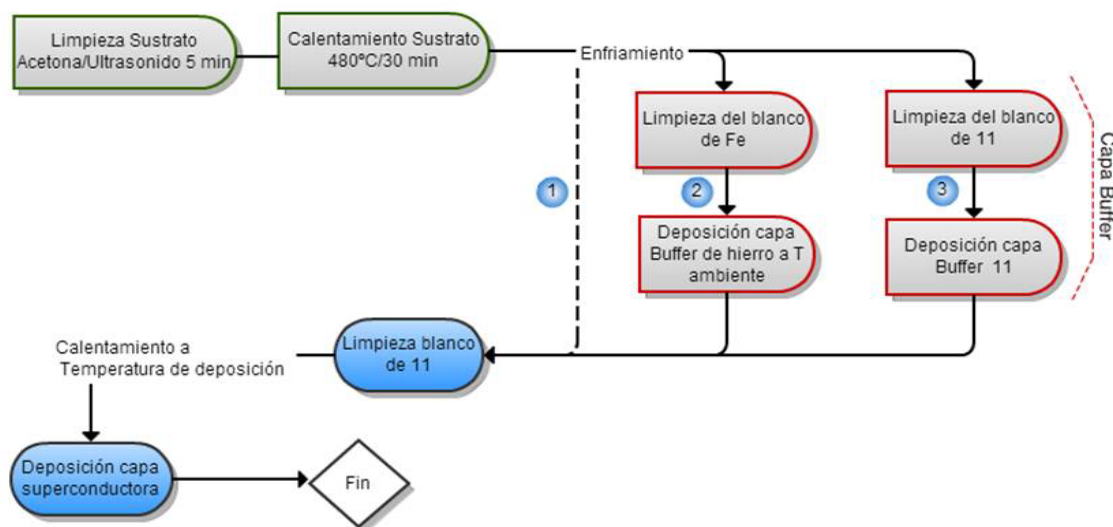 Limpieza Sustrato
Acetona/Ultrasonido 5 min
Calentamiento Sustrato
480ºC/30 min
Enfriamiento
Limpieza del blanco
de Fe
Limpieza del blanco
de 11
1
2
3
Capa Buffer
Deposición capa
Buffer de hierro a T
ambiente
Deposición capa
Buffer 11
Limpieza blanco
de 11
Calentamiento a
Temperatura de deposición
Deposición capa
superconductora
Fin